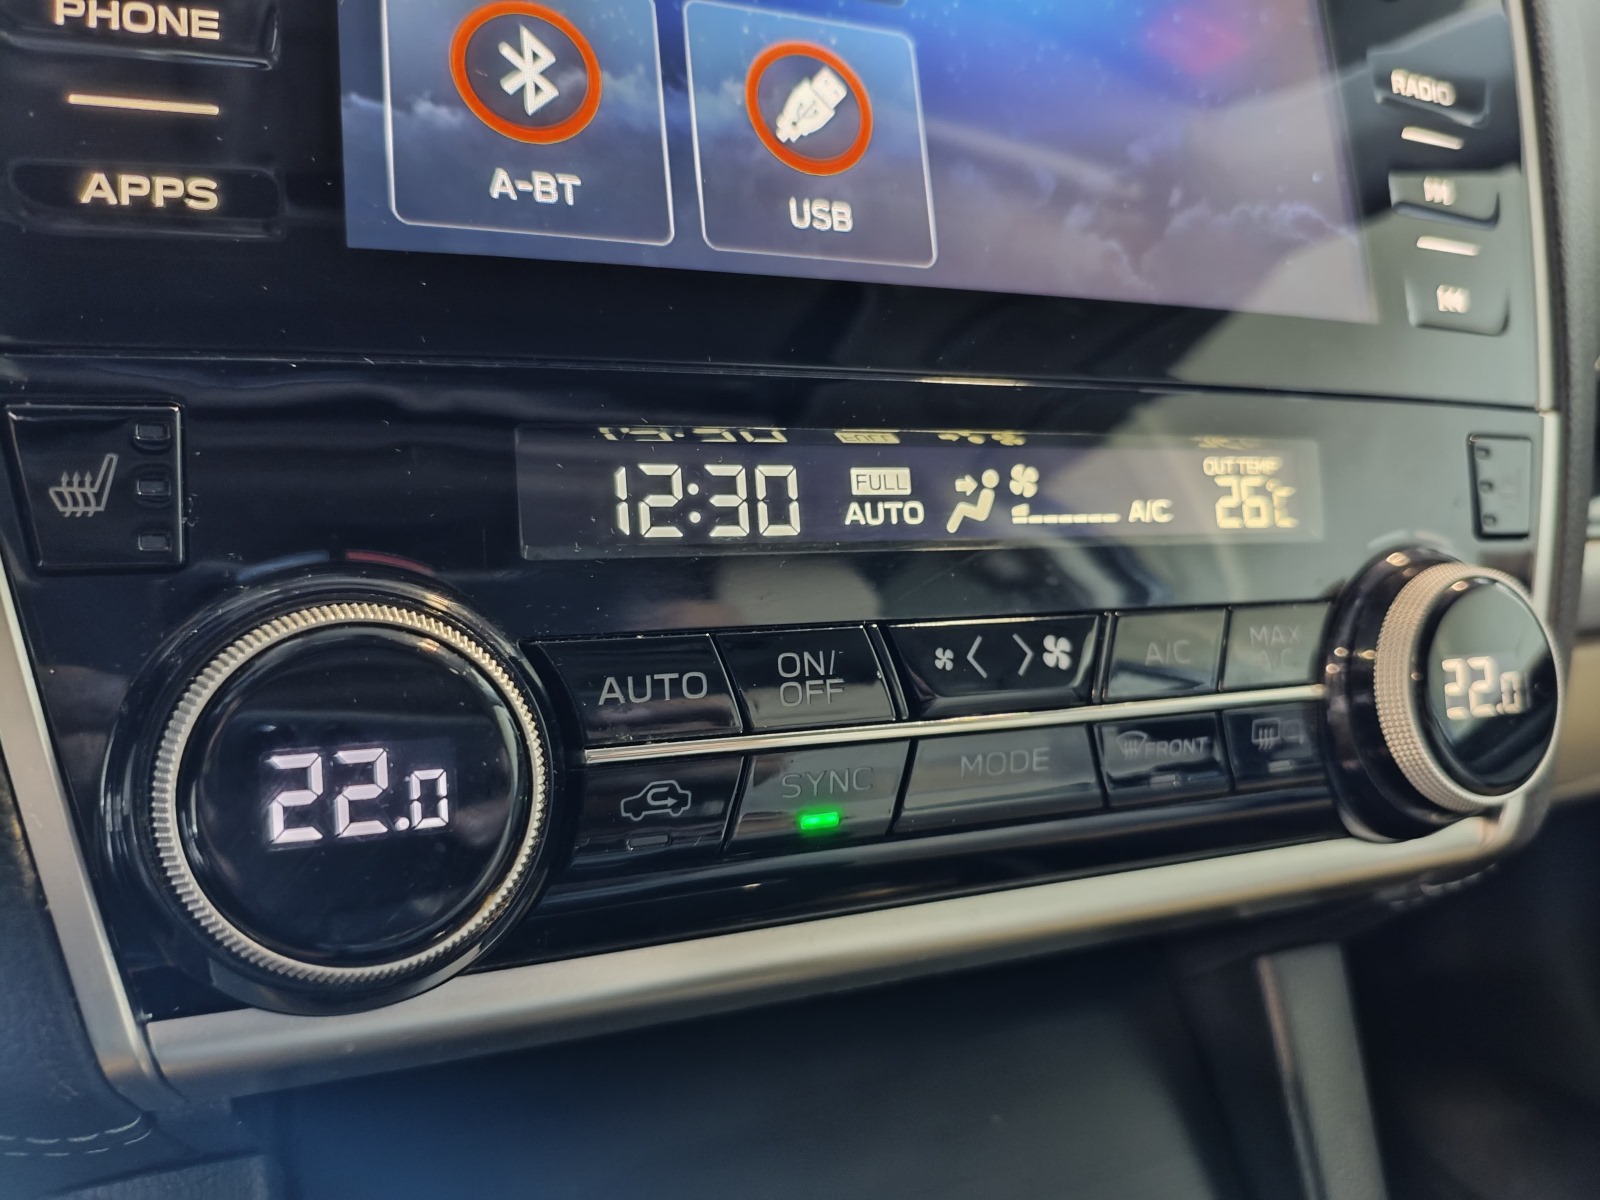 PHONE
APPS
A-BT
USB
RADIO
12:30
FULL
AUTO
A/C
OUT TEMP
26°C
AUTO
ON/
OFF
A/C
MAX
A/C
22.0
22.0
SYNC
MODE
FRONT